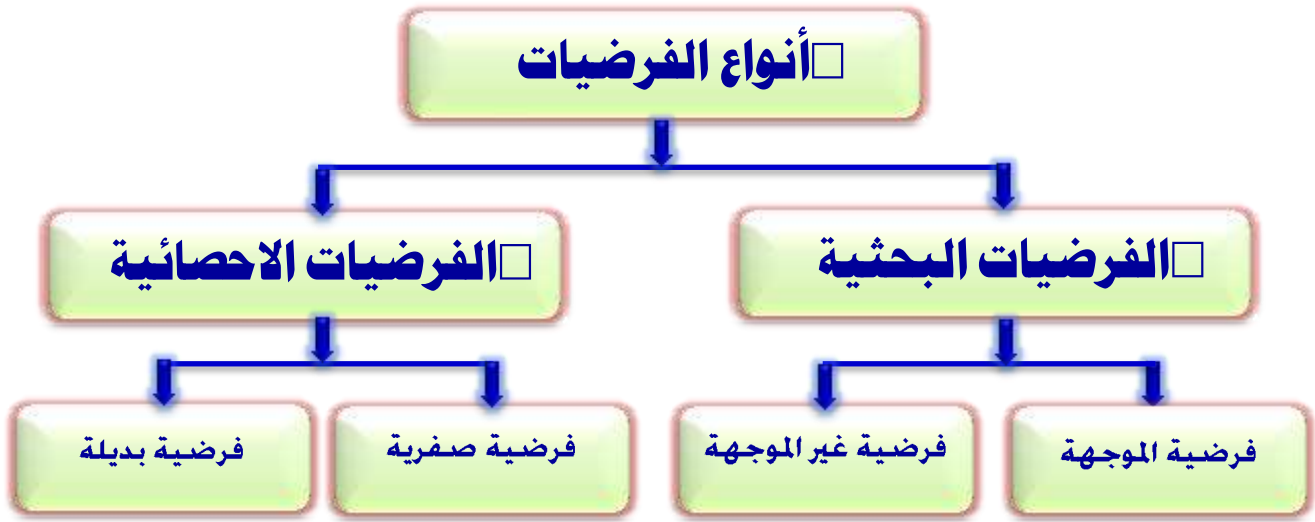 □أنواع الفرضيات
□الفرضيات البحثية
□الفرضيات الاحصائية
فرضية الموجهة
فرضية غير الموجهة
فرضية صفرية
فرضية بديلة